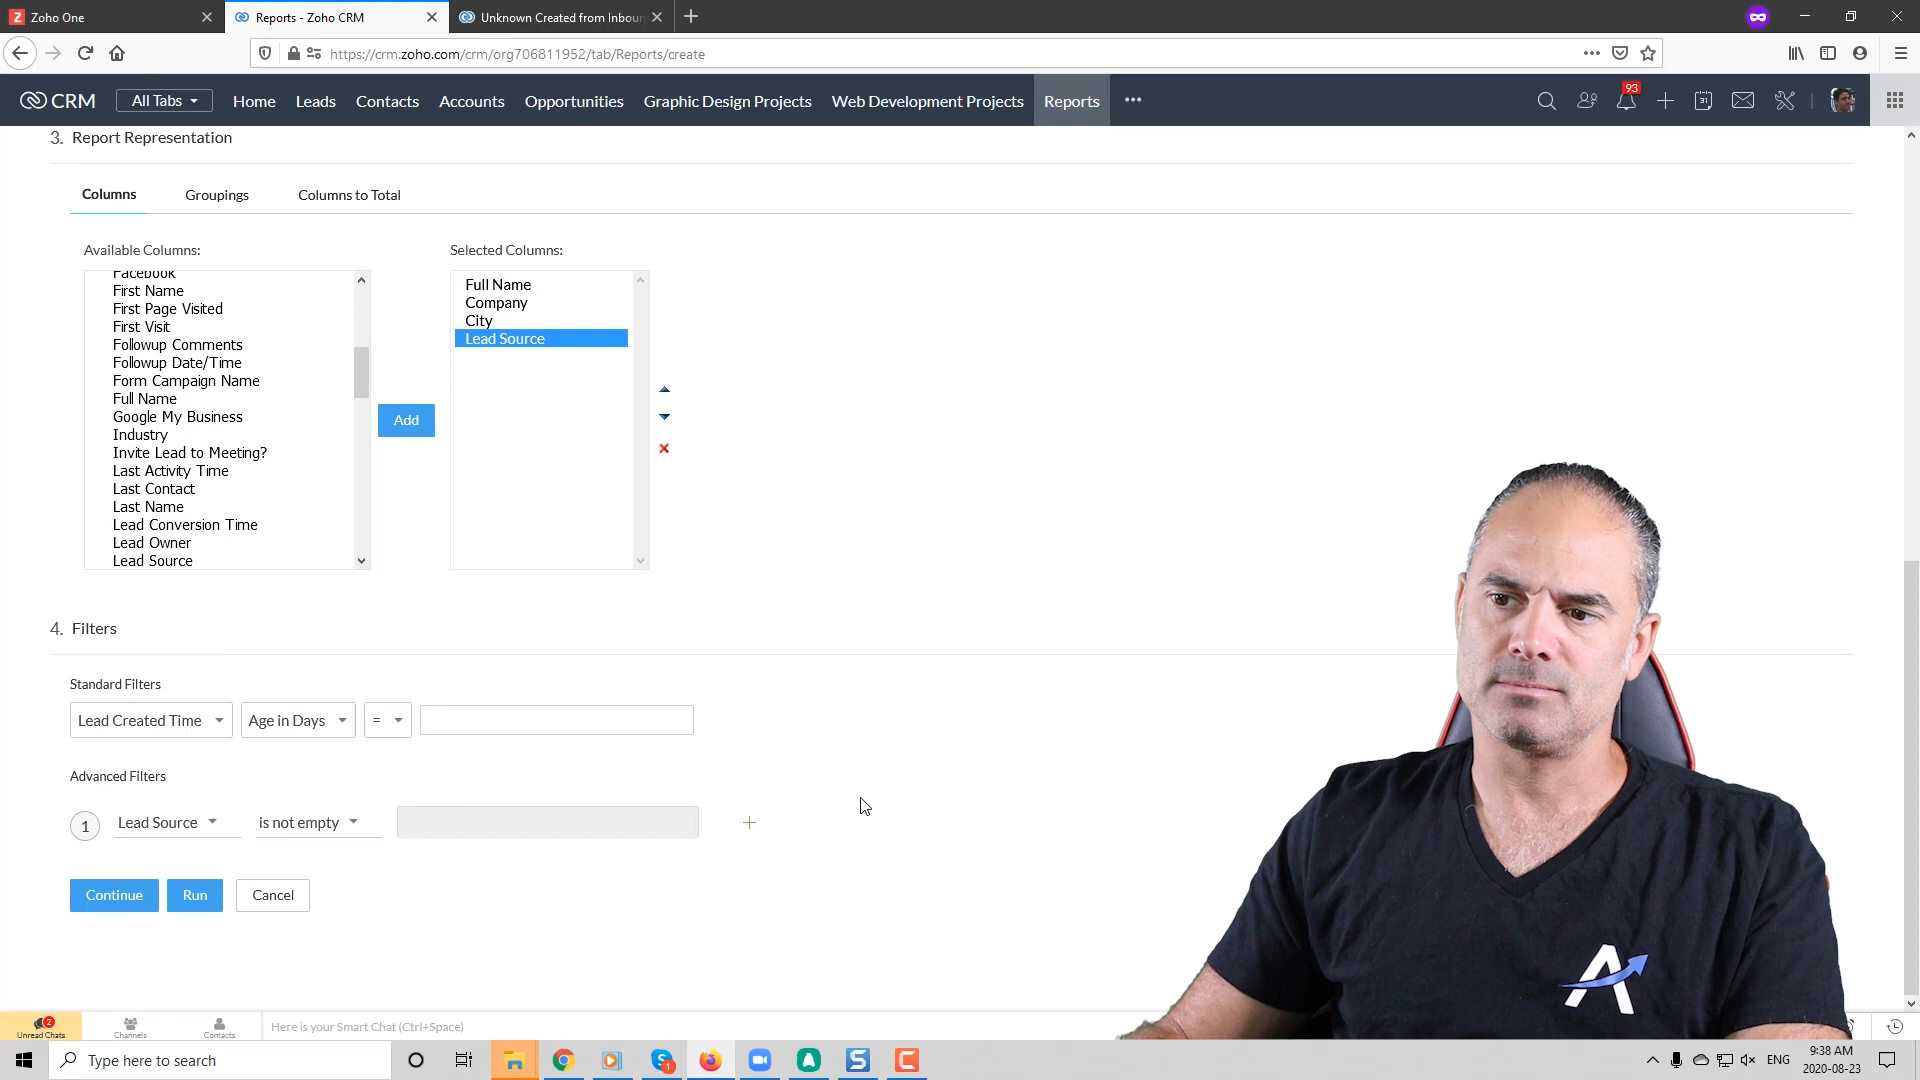 Zoho One
Reports - Zoho CRM
Unknown Created from Inbou
https://crm.zoho.com/crm/org706811952/tab/Reports/create
CRM
All Tabs
Home
Leads
Contacts
Accounts
Opportunities
Graphic Design Projects
Web Development Projects
Reports
93
31
3. Report Representation
Columns
Groupings
Columns to Total
Available Columns:
Facebook
First Name
First Page Visited
First Visit
Followup Comments
Followup Date/Time
Form Campaign Name
Full Name
Google My Business
Industry
Invite Lead to Meeting?
Last Activity Time
Last Contact
Last Name
Lead Conversion Time
Lead Owner
Lead Source
Add
Selected Columns:
Full Name
Company
City
Lead Source
4. Filters
Standard Filters
Lead Created Time
Age in Days
=
Advanced Filters
1
Lead Source
is not empty
Continue
Run
Cancel
2
Unread Chats
Channels
Contacts
Here is your Smart Chat (Ctrl+Space)
Type here to search
1
ENG
9:38 AM
2020-08-23